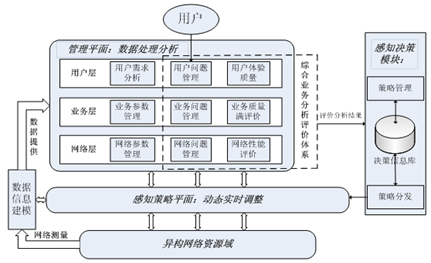 用户
管理平面：数据处理分析
用户层
用户需求
分析
用户问题
管理
用户体验
质量
业务层
业务参数
管理
业务问题
管理
业务质量
满评价
网络层
网络参数
管理
网络问题
管理
网络性能
评价
综合业务分析评价体系
评价分析结果
感知决策
模块：
策略管理
决策信息库
策略分发
数据提供
数据
信息
建模
网络测量
感知策略平面：动态实时调整
异构网络资源域